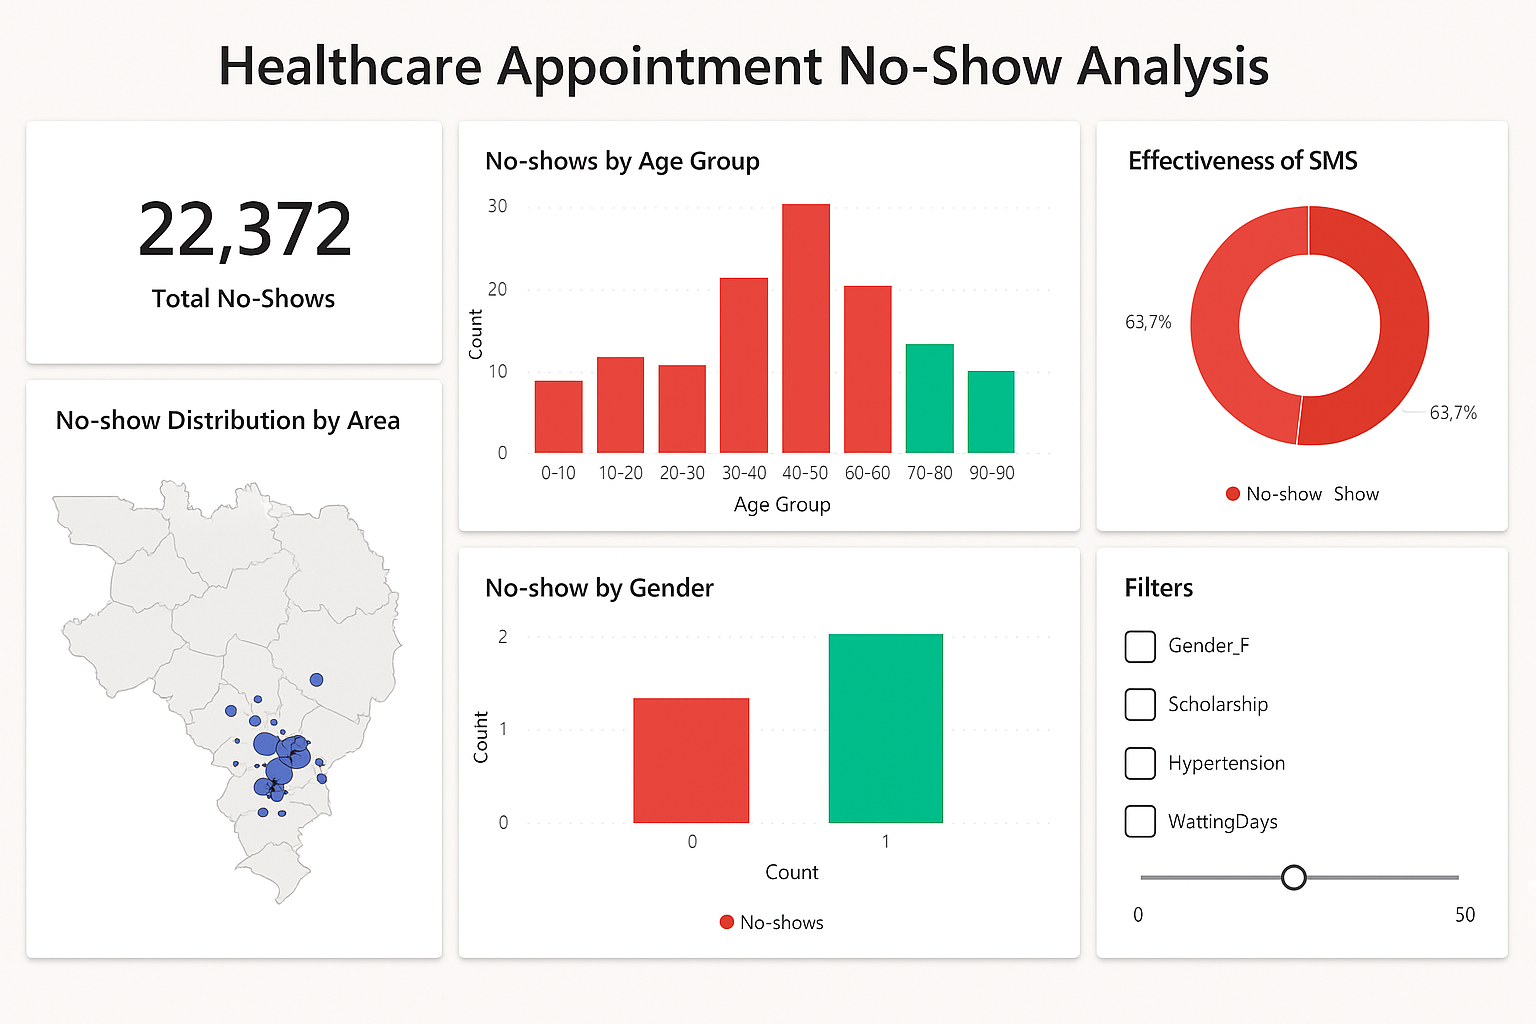 Healthcare Appointment No-Show Analysis
22,372
Total No-Shows
No-shows by Age Group
30
20
10
0
Count
0-10 10-20 20-30 30-40 40-50 60-60 70-80 90-90
Age Group
Effectiveness of SMS
63,7%
63,7%
No-show Show
No-show Distribution by Area
No-show by Gender
2
1
0
Count
0 1
Count
No-shows
Filters
Gender_F
Scholarship
Hypertension
WattingDays
0 50